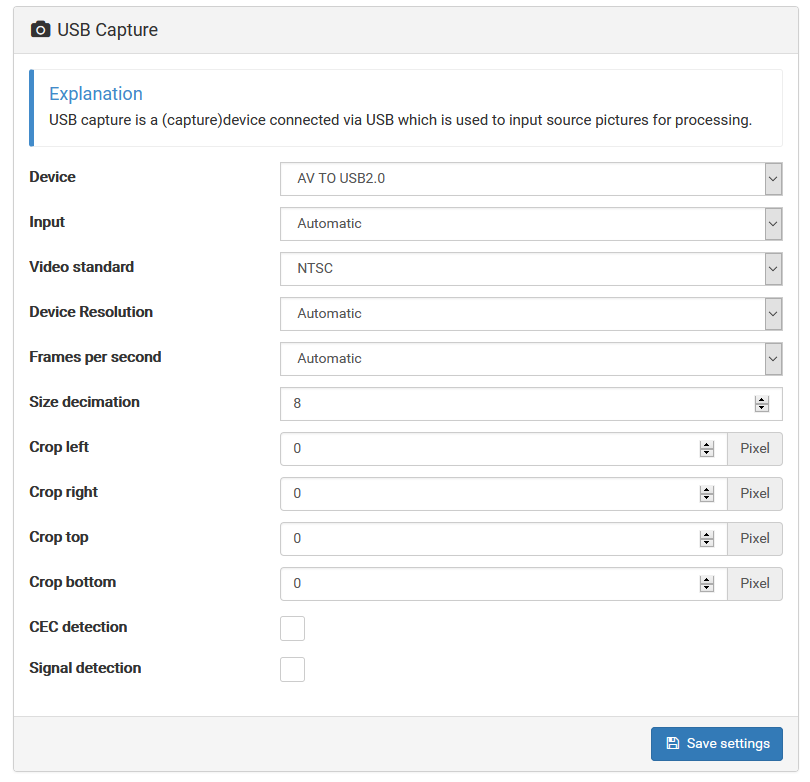 USB Capture
Explanation
USB capture is a (capture)device connected via USB which is used to input source pictures for processing.
Device AV TO USB2.0
Input Automatic
Video standard NTSC
Device Resolution Automatic
Frames per second Automatic
Size decimation 8
Crop left 0 Pixel
Crop right 0 Pixel
Crop top 0 Pixel
Crop bottom 0 Pixel
CEC detection
Signal detection
Save settings